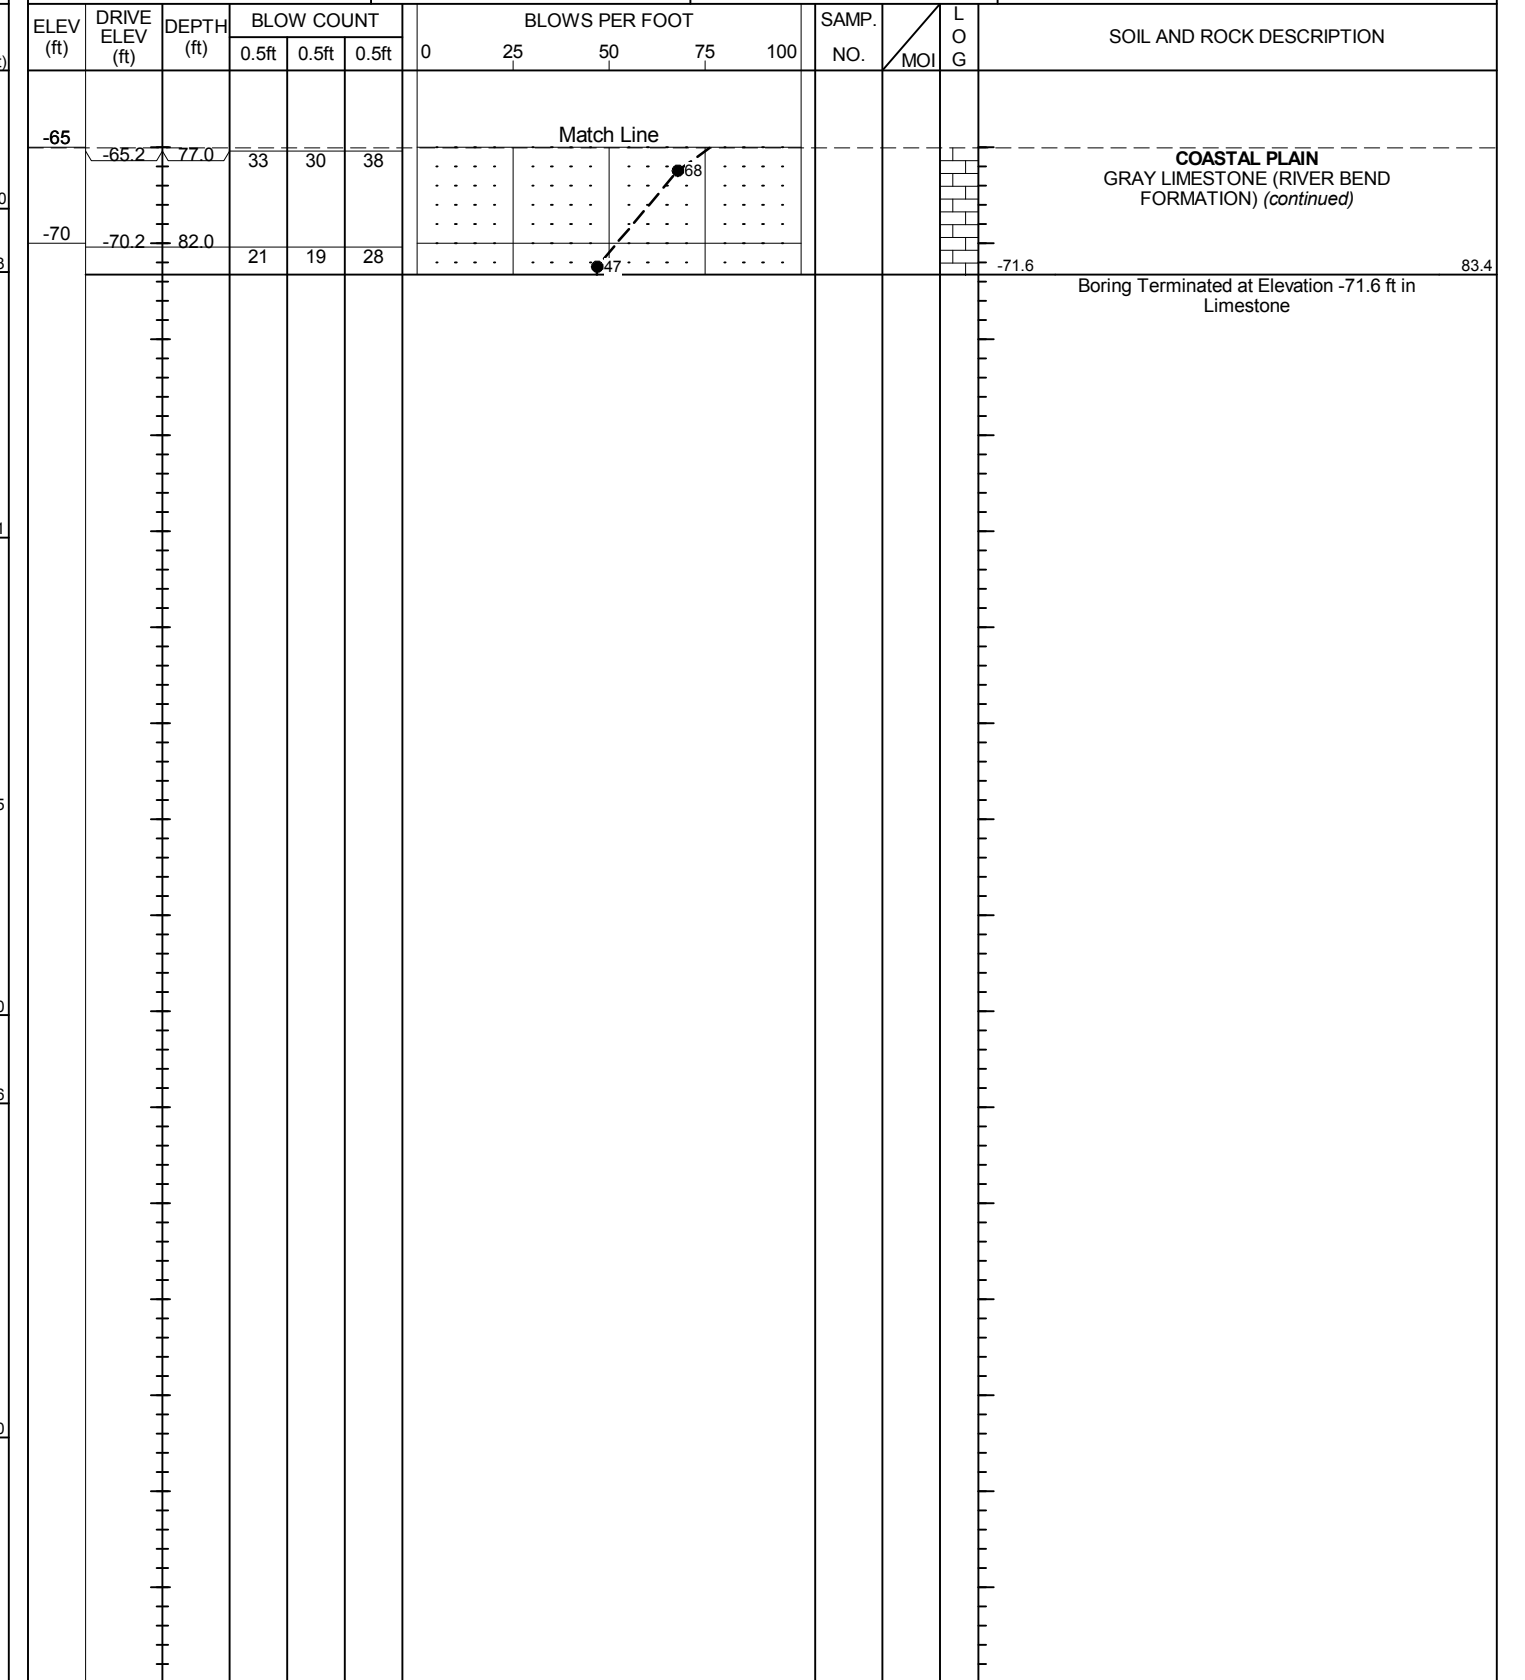 ELEV (ft) DRIVE ELEV (ft) DEPTH (ft) BLOW COUNT BLOWS PER FOOT SAMP. NO. MOI L O G SOIL AND ROCK DESCRIPTION
0.5ft 0.5ft 0.5ft 0 25 50 75 100
Match Line
-65
-65.2 77.0 33 30 38 68
COASTAL PLAIN
GRAY LIMESTONE (RIVER BEND
FORMATION) (continued)
-70
-70.2 82.0 21 19 28 47
-71.6 83.4
Boring Terminated at Elevation -71.6 ft in
Limestone